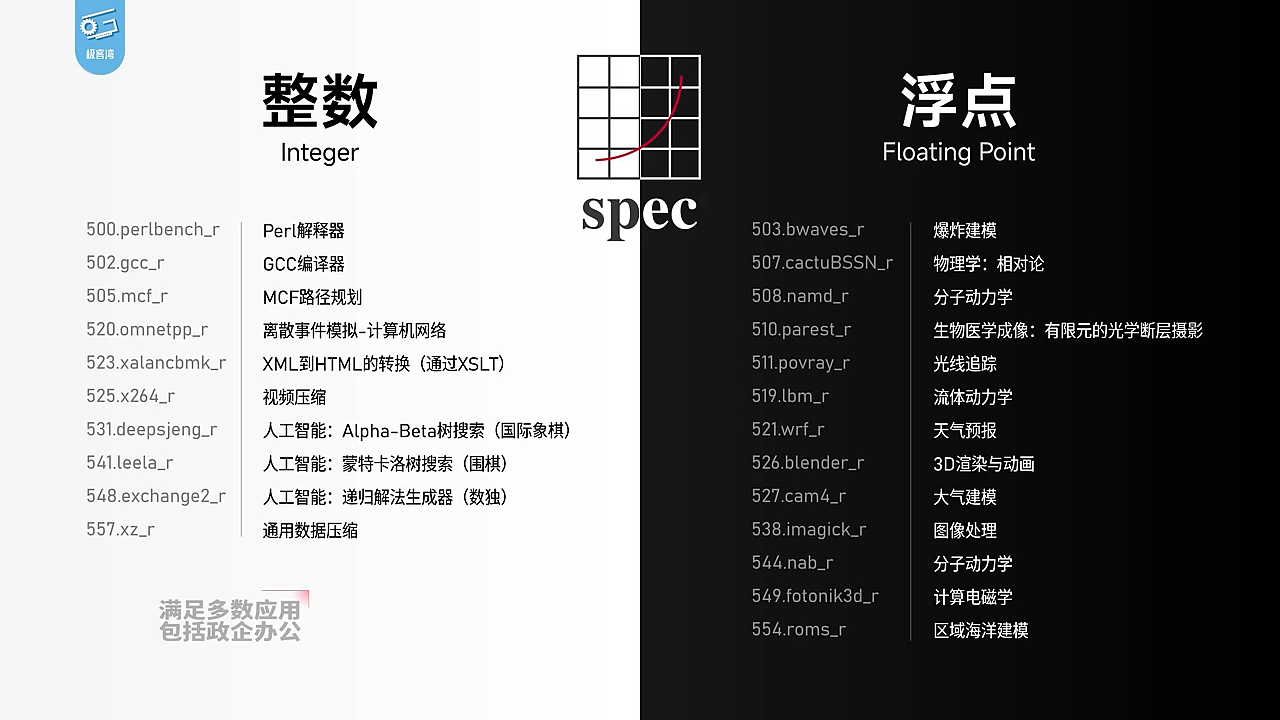 极客湾
整数
Integer
spec
浮点
Floating Point
500.perlbench_r Perl解释器
502.gcc_r GCC编译器
505.mcf_r MCF路径规划
520.omnetpp_r 离散事件模拟-计算机网络
523.xalancbmk_r XML到HTML的转换（通过XSLT）
525.x264_r 视频压缩
531.deepsjeng_r 人工智能：Alpha-Beta树搜索（国际象棋）
541.leela_r 人工智能：蒙特卡洛树搜索（围棋）
548.exchange2_r 人工智能：递归解法生成器（数独）
557.xz_r 通用数据压缩
满足多数应用
包括政企办公
503.bwaves_r 爆炸建模
507.cactuBSSN_r 物理学：相对论
508.namd_r 分子动力学
510.parest_r 生物医学成像：有限元的光学断层摄影
511.povray_r 光线追踪
519.lbm_r 流体动力学
521.wrf_r 天气预报
526.blender_r 3D渲染与动画
527.cam4_r 大气建模
538.imagick_r 图像处理
544.nab_r 分子动力学
549.fotonik3d_r 计算电磁学
554.roms_r 区域海洋建模